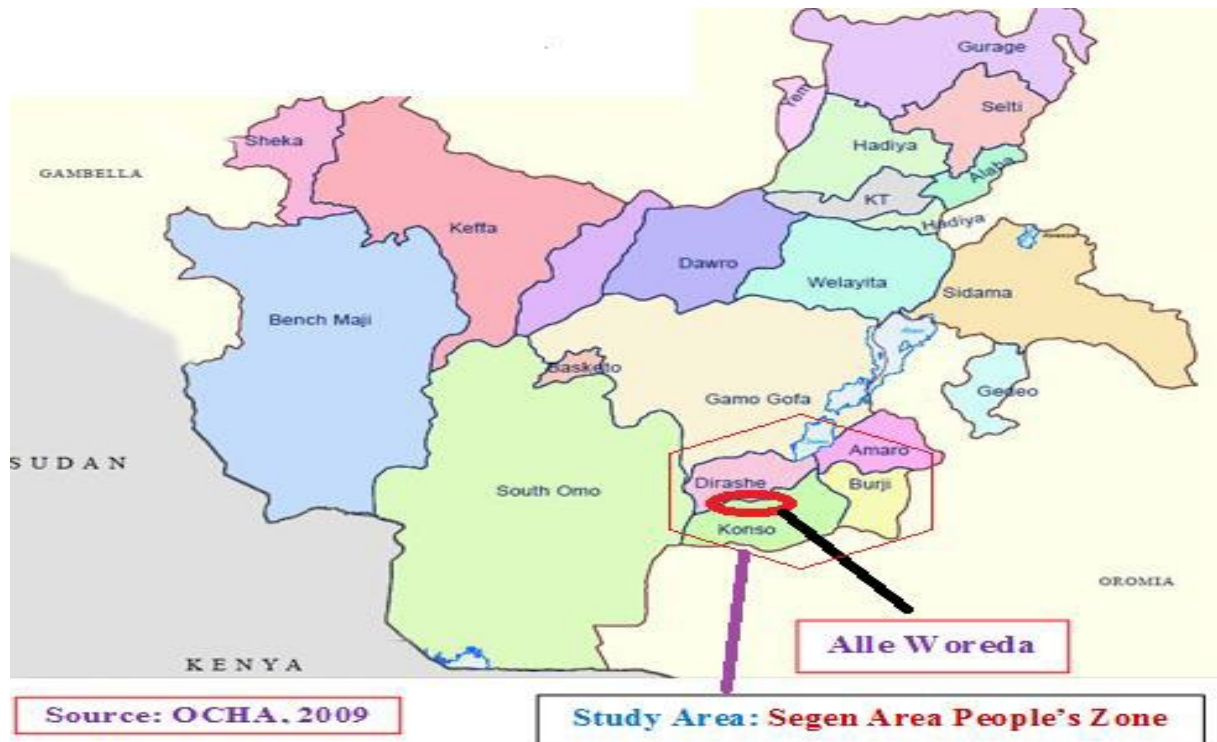 Gurage
Yem
Selti
Sheka
Hadiya
GAMBELLA
Alaba
KT
Keffa
Hadiya
Dawro
Welayita
Sidama
Bench Maji
Basketo
Gedeo
Gamo Gofa
Amaro
SUDAN
Dirashe
Burji
South Omo
Konso
OROMIA
Alle Woreda
KENYA
Source: OCHA, 2009
Study Area: Segen Area People's Zone